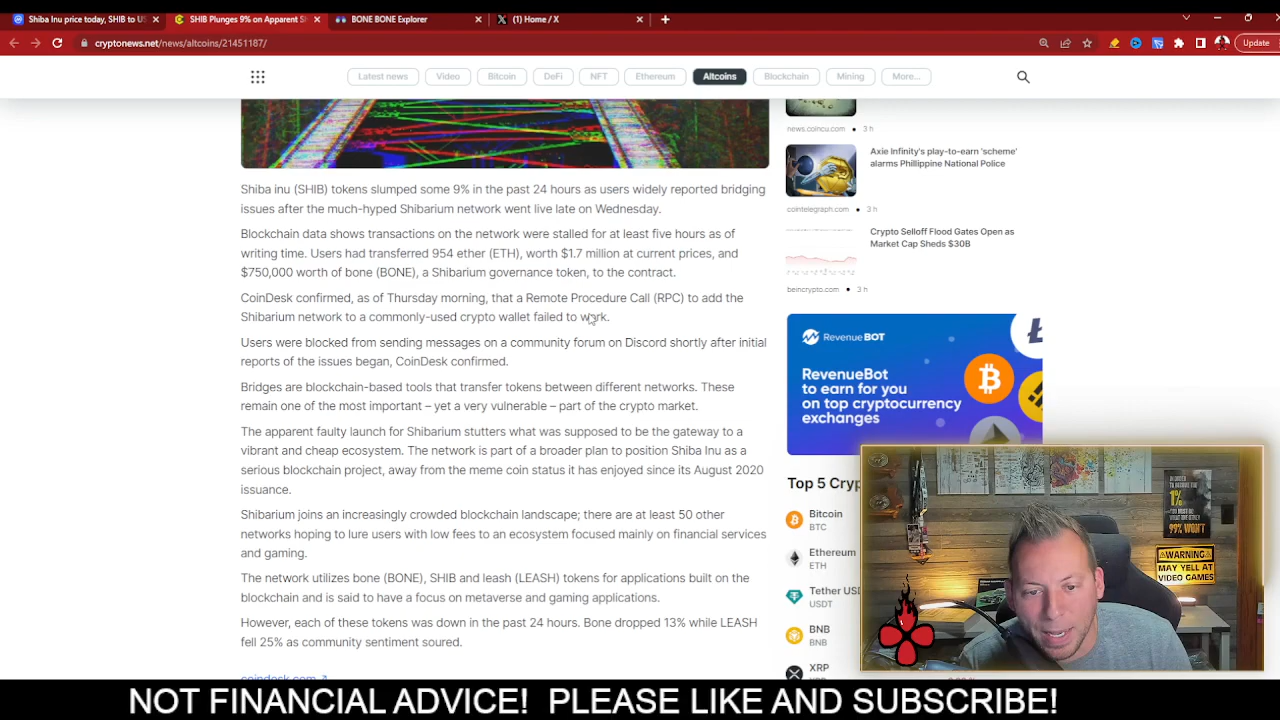 Shiba Inu price today, SHIB to US
SHIB Plunges 9% on Apparent S
BONE BONE Explorer
(1) Home / X
cryptonews.net/news/altcoins/21451187/
Update
Latest news
Video
Bitcoin
DeFi
NFT
Ethereum
Altcoins
Blockchain
Mining
More...
Shiba inu (SHIB) tokens slumped some 9% in the past 24 hours as users widely reported bridging
issues after the much-hyped Shibarium network went live late on Wednesday.
Blockchain data shows transactions on the network were stalled for at least five hours as of
writing time. Users had transferred 954 ether (ETH), worth $1.7 million at current prices, and
$750,000 worth of bone (BONE), a Shibarium governance token, to the contract.
CoinDesk confirmed, as of Thursday morning, that a Remote Procedure Call (RPC) to add the
Shibarium network to a commonly-used crypto wallet failed to work.
Users were blocked from sending messages on a community forum on Discord shortly after initial
reports of the issues began, CoinDesk confirmed.
Bridges are blockchain-based tools that transfer tokens between different networks. These
remain one of the most important – yet a very vulnerable – part of the crypto market.
The apparent faulty launch for Shibarium stutters what was supposed to be the gateway to a
vibrant and cheap ecosystem. The network is part of a broader plan to position Shiba Inu as a
serious blockchain project, away from the meme coin status it has enjoyed since its August 2020
issuance.
Shibarium joins an increasingly crowded blockchain landscape; there are at least 50 other
networks hoping to lure users with low fees to an ecosystem focused mainly on financial services
and gaming.
The network utilizes bone (BONE), SHIB and leash (LEASH) tokens for applications built on the
blockchain and is said to have a focus on metaverse and gaming applications.
However, each of these tokens was down in the past 24 hours. Bone dropped 13% while LEASH
fell 25% as community sentiment soured.
coindesk.com
news.coincu.com • 3 h
Axie Infinity's play-to-earn 'scheme'
alarms Phillippine National Police
cointelegraph.com • 3 h
Crypto Selloff Flood Gates Open as
Market Cap Sheds $30B
beincrypto.com • 3 h
RevenueBOT
RevenueBot
to earn for you
on top cryptocurrency
exchanges
Top 5 Cryp
Bitcoin
BTC
Ethereum
ETH
Tether USD
USDT
BNB
BNB
XRP
XRP
1%
99% WON'T
WARNING
MAY YELL AT
VIDEO GAMES
NOT FINANCIAL ADVICE! PLEASE LIKE AND SUBSCRIBE!